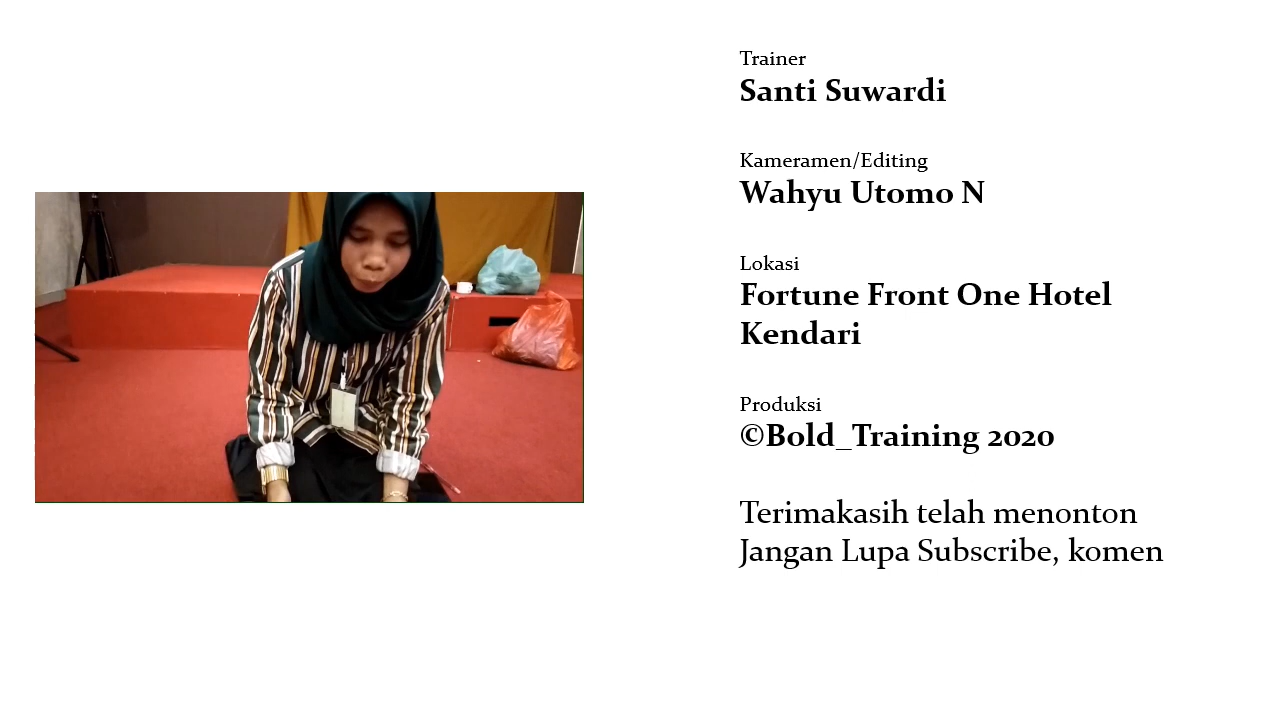 Trainer
Santi Suwardi
Kameramen/Editing
Wahyu Utomo N
Lokasi
Fortune Front One Hotel
Kendari
Produksi
©Bold_Training 2020
Terimakasih telah menonton
Jangan Lupa Subscribe, komen